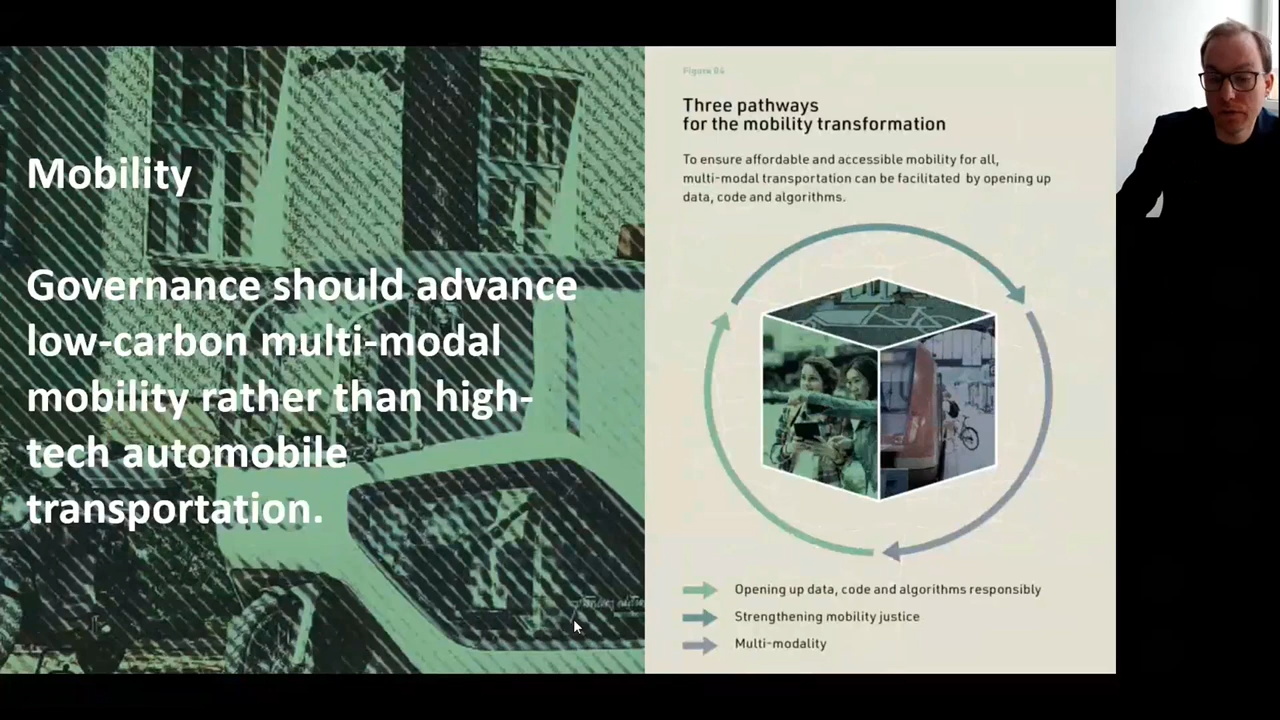 Mobility
Governance should advance
low-carbon multi-modal
mobility rather than high-
tech automobile
transportation.
Figure 04
Three pathways
for the mobility transformation
To ensure affordable and accessible mobility for all,
multi-modal transportation can be facilitated by opening up
data, code and algorithms.
Opening up data, code and algorithms responsibly
Strengthening mobility justice
Multi-modality